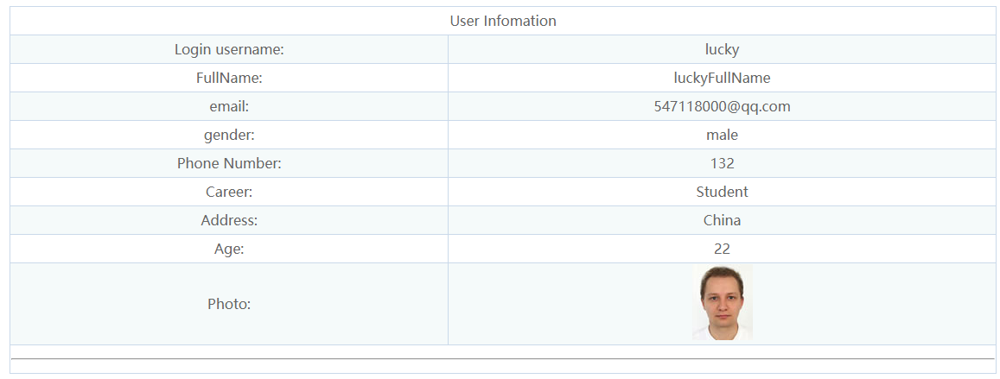 User Infomation
Login username: lucky
FullName: luckyFullName
email: 547118000@qq.com
gender: male
Phone Number: 132
Career: Student
Address: China
Age: 22
Photo: